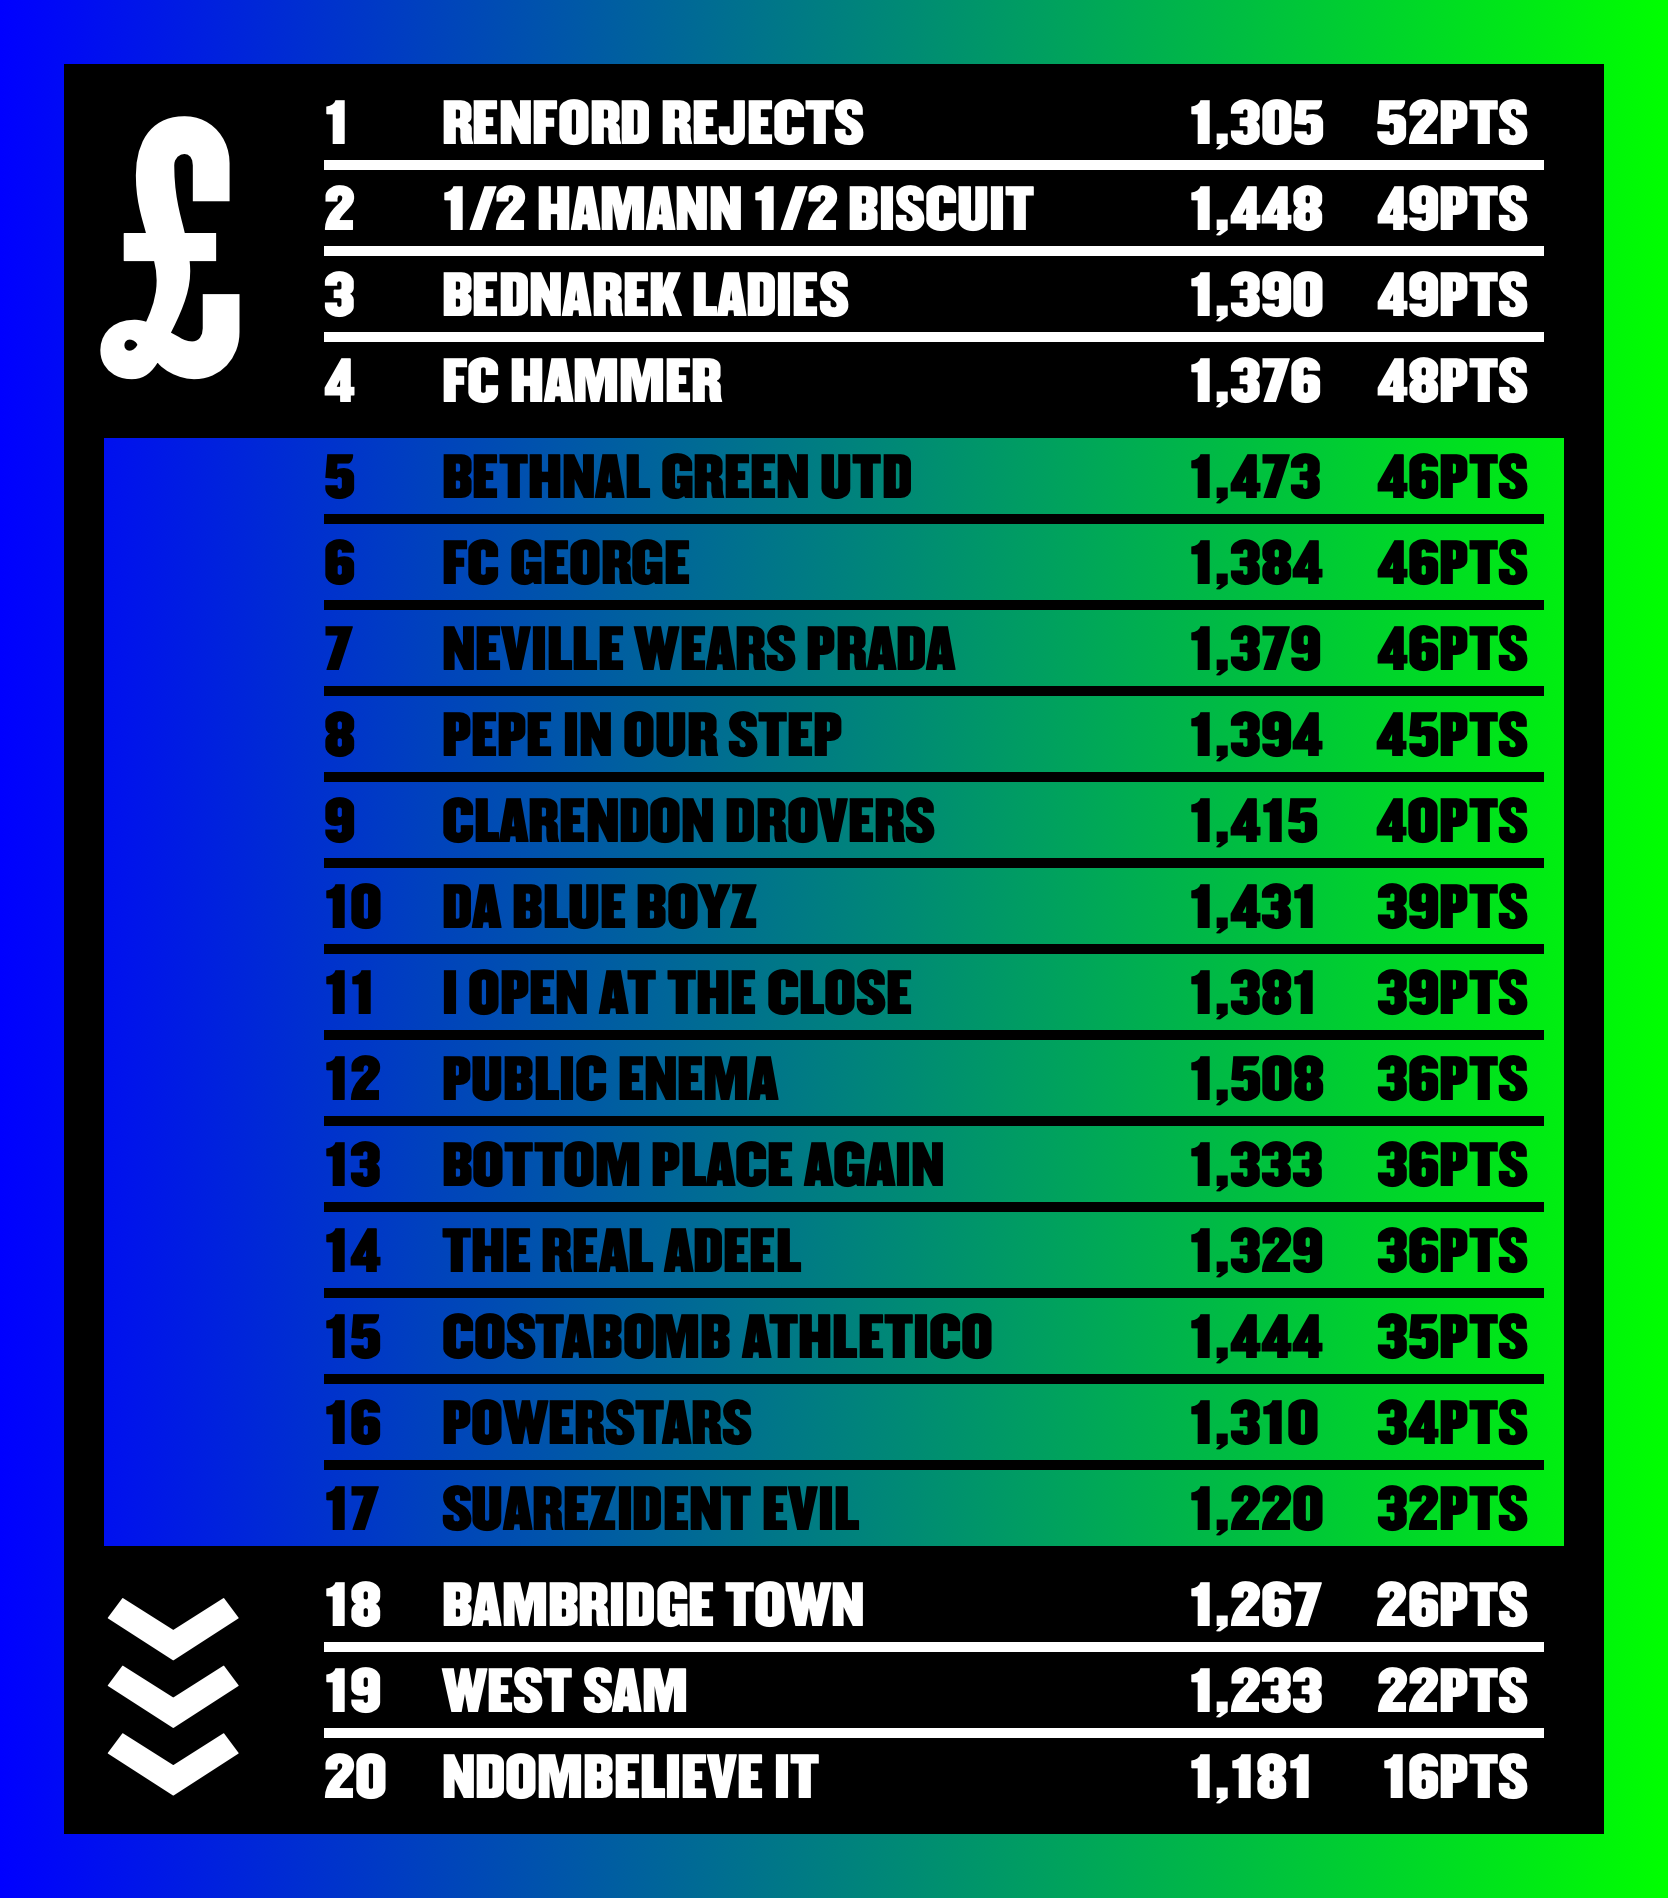 £
1 RENFORD REJECTS 1,305 52PTS
2 1/2 HAMANN 1/2 BISCUIT 1,448 49PTS
3 BEDNAREK LADIES 1,390 49PTS
4 FC HAMMER 1,376 48PTS
5 BETHNAL GREEN UTD 1,473 46PTS
6 FC GEORGE 1,384 46PTS
7 NEVILLE WEARS PRADA 1,379 46PTS
8 PEPE IN OUR STEP 1,394 45PTS
9 CLARENDON DROVERS 1,415 40PTS
10 DA BLUE BOYZ 1,431 39PTS
11 I OPEN AT THE CLOSE 1,381 39PTS
12 PUBLIC ENEMA 1,508 36PTS
13 BOTTOM PLACE AGAIN 1,333 36PTS
14 THE REAL ADEEL 1,329 36PTS
15 COSTABOMB ATHLETICO 1,444 35PTS
16 POWERSTARS 1,310 34PTS
17 SUAREZIDENT EVIL 1,220 32PTS
18 BAMBRIDGE TOWN 1,267 26PTS
19 WEST SAM 1,233 22PTS
20 NDOMBELIEVE IT 1,181 16PTS